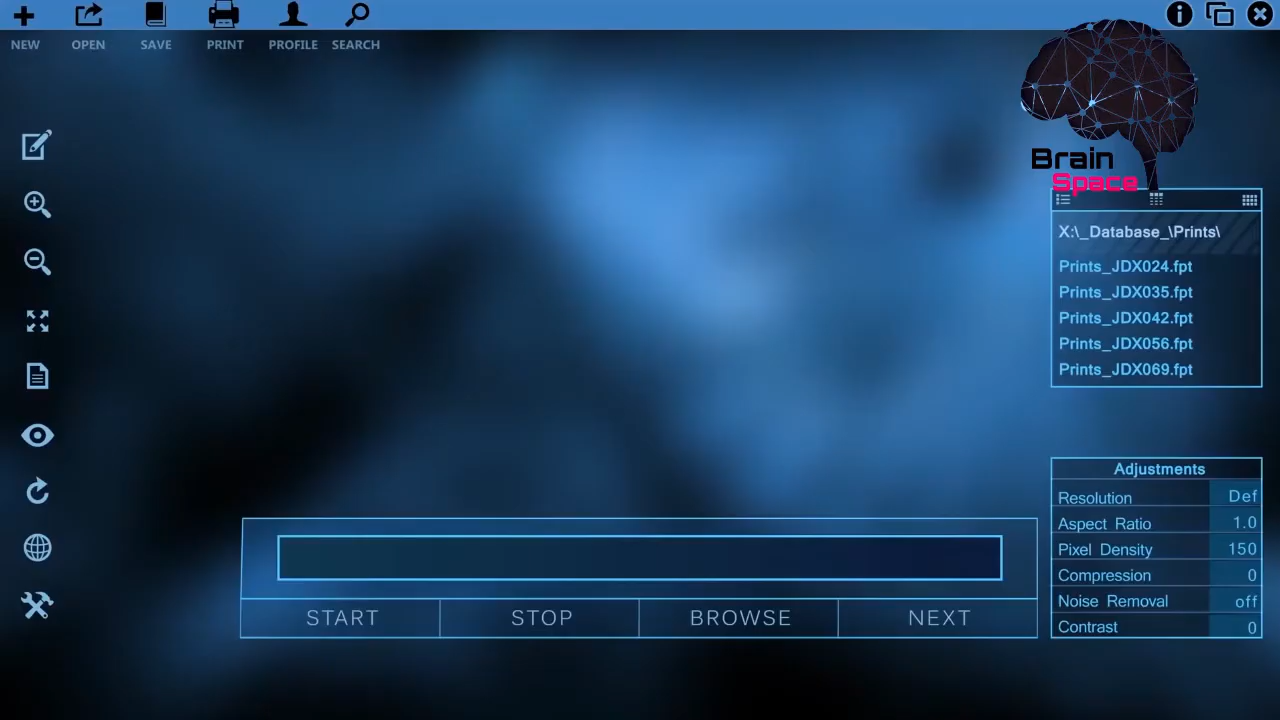 NEW OPEN SAVE PRINT PROFILE SEARCH
Brain
Space
X:\_Database_\Prints\
Prints_JDX024.fpt
Prints_JDX035.fpt
Prints_JDX042.fpt
Prints_JDX056.fpt
Prints_JDX069.fpt
Adjustments
Resolution Def
Aspect Ratio 1.0
Pixel Density 150
Compression 0
Noise Removal off
Contrast 0
START STOP BROWSE NEXT